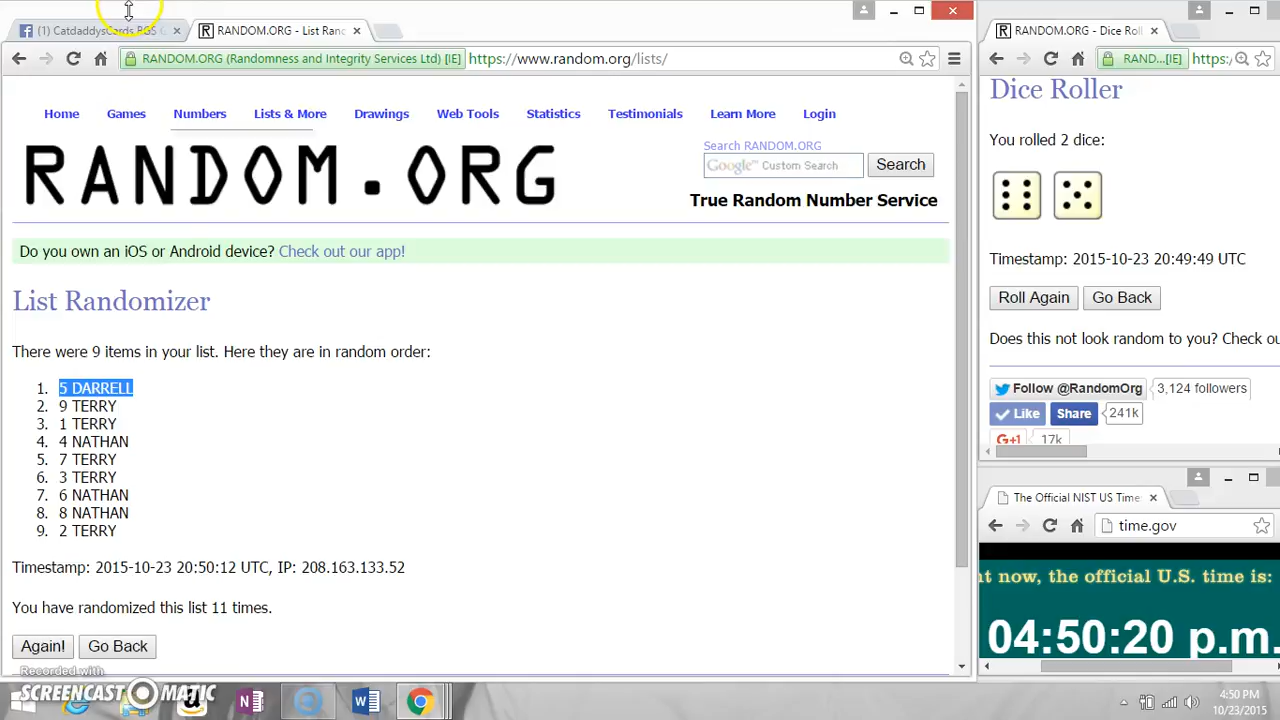 (1) CatdaddysCards RGS
RANDOM.ORG - List Ranc
RANDOM.ORG (Randomness and Integrity Services Ltd) [IE]
https://www.random.org/lists/
Home Games Numbers Lists & More Drawings Web Tools Statistics Testimonials Learn More Login
RANDOM.ORG
Search RANDOM.ORG
Google™ Custom Search
Search
True Random Number Service
Do you own an iOS or Android device? Check out our app!
List Randomizer
There were 9 items in your list. Here they are in random order:
1. 5 DARRELL
2. 9 TERRY
3. 1 TERRY
4. 4 NATHAN
5. 7 TERRY
6. 3 TERRY
7. 6 NATHAN
8. 8 NATHAN
9. 2 TERRY
Timestamp: 2015-10-23 20:50:12 UTC, IP: 208.163.133.52
You have randomized this list 11 times.
Again! Go Back
RANDOM.ORG - Dice Roll
RAND...[IE] https:/
Dice Roller
You rolled 2 dice:
Timestamp: 2015-10-23 20:49:49 UTC
Roll Again Go Back
Does this not look random to you? Check ou
Follow @RandomOrg 3,124 followers
Like Share 241k
G+1 17k
The Official NIST US Time:
time.gov
t now, the official U.S. time is:
04:50:20 p.m.
Recorded with
SCREENCAST MATIC
4:50 PM
10/23/2015